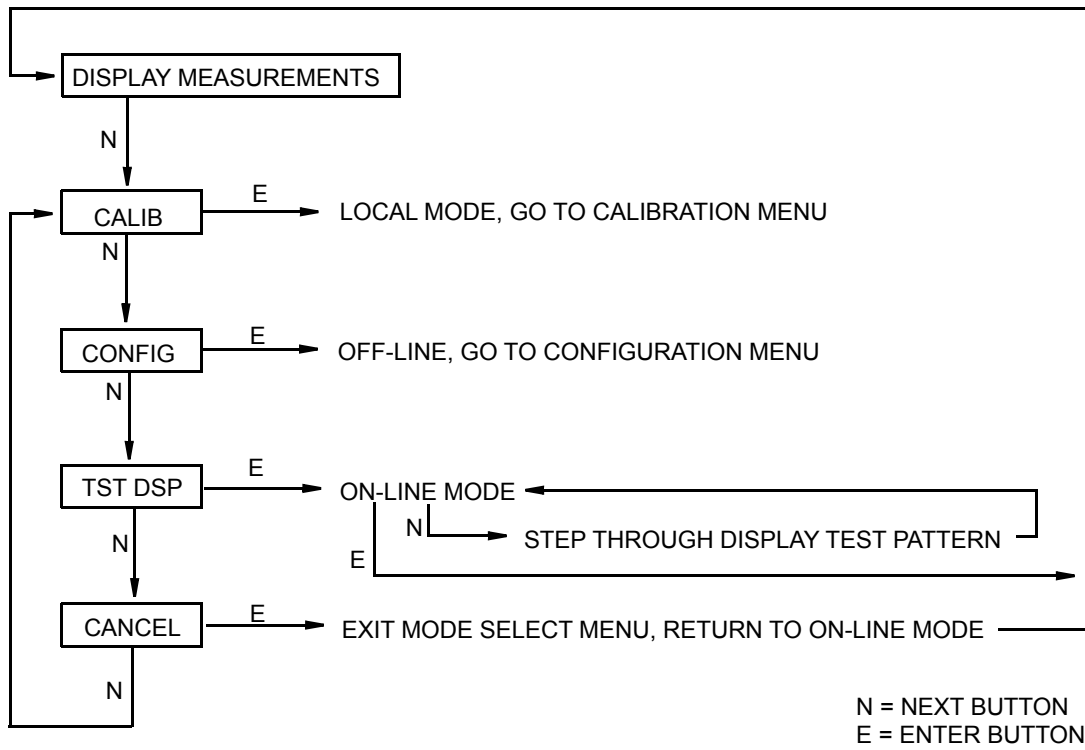 DISPLAY MEASUREMENTS
N
CALIB
E
LOCAL MODE, GO TO CALIBRATION MENU
N
CONFIG
E
OFF-LINE, GO TO CONFIGURATION MENU
N
TST DSP
E
ON-LINE MODE
N
STEP THROUGH DISPLAY TEST PATTERN
E
N
CANCEL
E
EXIT MODE SELECT MENU, RETURN TO ON-LINE MODE
N
N = NEXT BUTTON
E = ENTER BUTTON